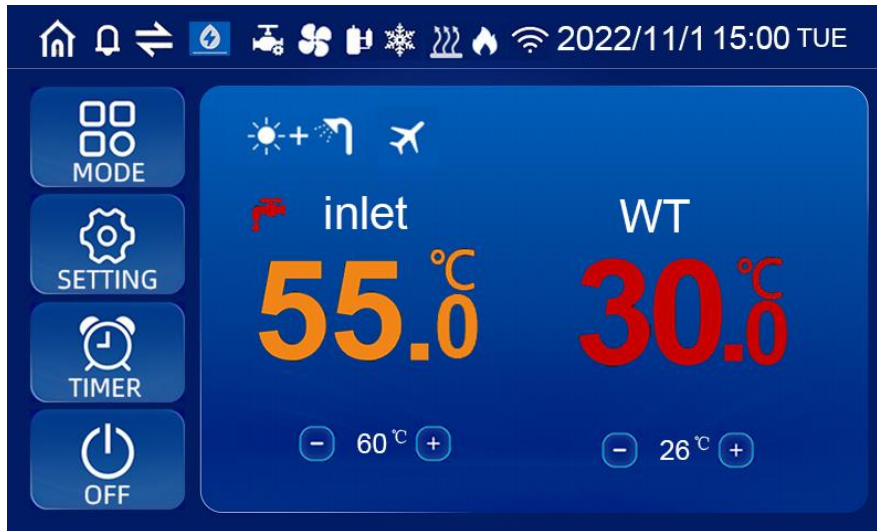 2022/11/1 15:00 TUE
MODE
SETTING
TIMER
OFF
inlet
WT
55.0℃
30.0℃
- 60℃ +
- 26℃ +